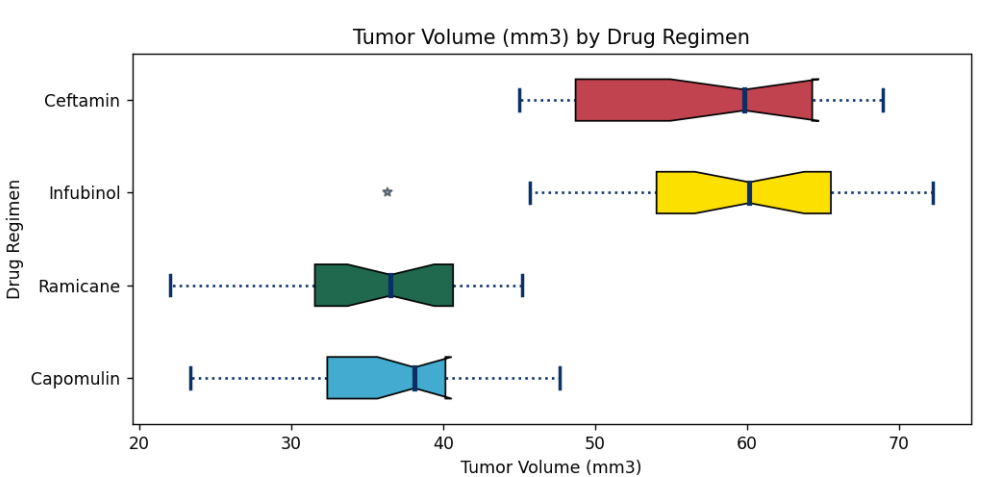 Tumor Volume (mm3) by Drug Regimen
Drug Regimen
Ceftamin
Infubinol
Ramicane
Capomulin
20 30 40 50 60 70
Tumor Volume (mm3)